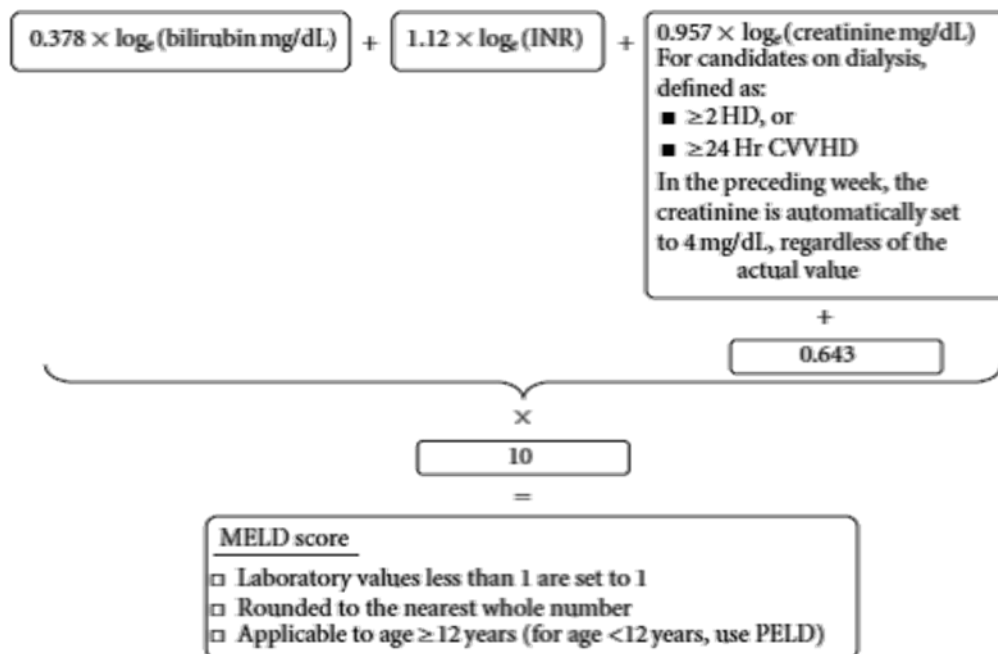 0.378 × logₑ(bilirubin mg/dL) + 1.12 × logₑ(INR) + 0.957 × logₑ(creatinine mg/dL)
For candidates on dialysis,
defined as:
■ ≥2 HD, or
■ ≥24 Hr CVVHD
In the preceding week, the
creatinine is automatically set
to 4 mg/dL, regardless of the
actual value
+
0.643
×
10
=
MELD score
□ Laboratory values less than 1 are set to 1
□ Rounded to the nearest whole number
□ Applicable to age ≥ 12 years (for age <12 years, use PELD)